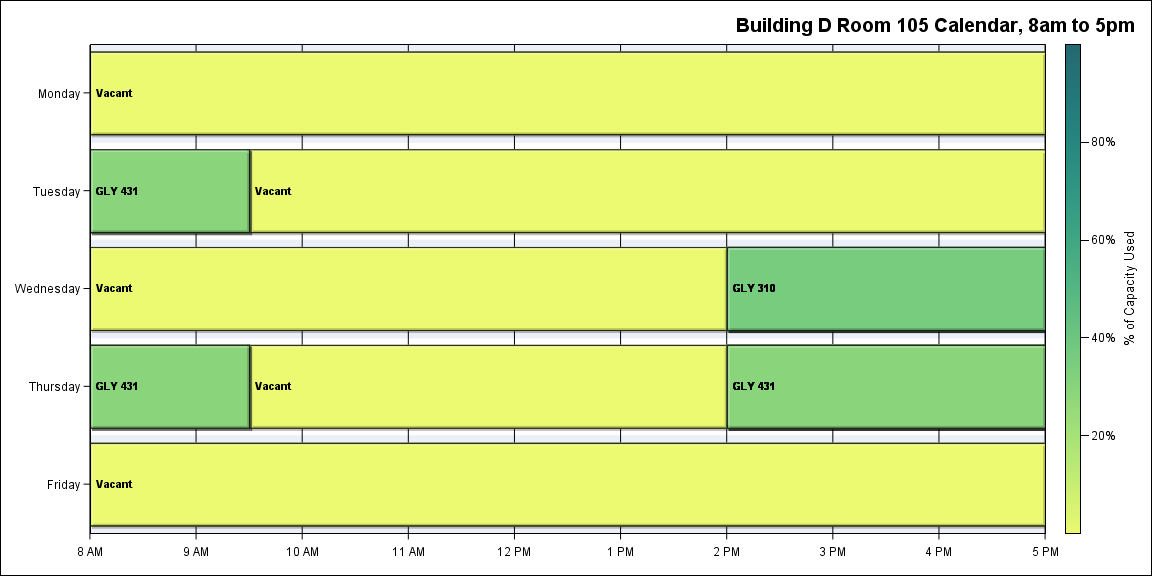 Building D Room 105 Calendar, 8am to 5pm
Monday
Vacant
Tuesday
GLY 431
Vacant
Wednesday
Vacant
GLY 310
Thursday
GLY 431
Vacant
GLY 431
Friday
Vacant
8 AM
9 AM
10 AM
11 AM
12 PM
1 PM
2 PM
3 PM
4 PM
5 PM
80%
60%
40%
20%
% of Capacity Used